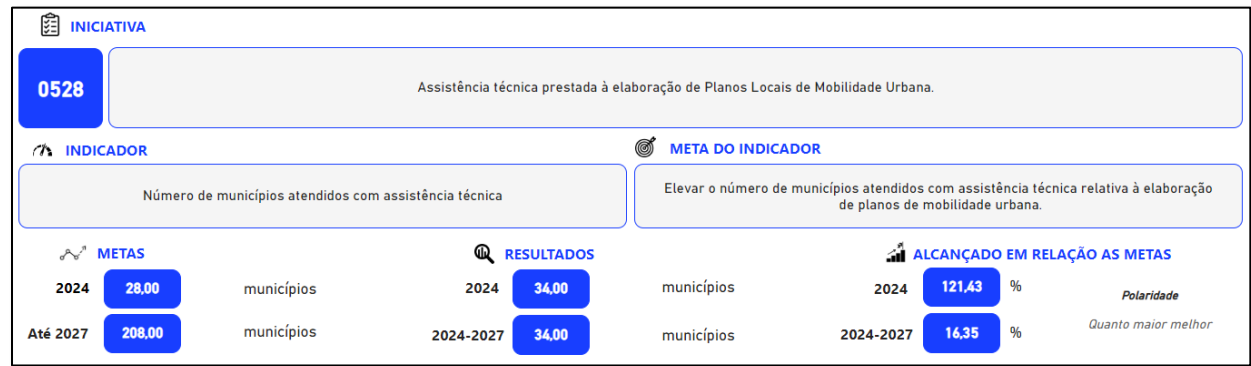 INICIATIVA
0528
Assistência técnica prestada à elaboração de Planos Locais de Mobilidade Urbana.
INDICADOR
META DO INDICADOR
Número de municípios atendidos com assistência técnica
Elevar o número de municípios atendidos com assistência técnica relativa à elaboração
de planos de mobilidade urbana.
METAS
RESULTADOS
ALCANÇADO EM RELAÇÃO AS METAS
2024 28,00 municípios 2024 34,00 municípios 2024 121,43 % Polaridade
Até 2027 208,00 municípios 2024-2027 34,00 municípios 2024-2027 16,35 % Quanto maior melhor